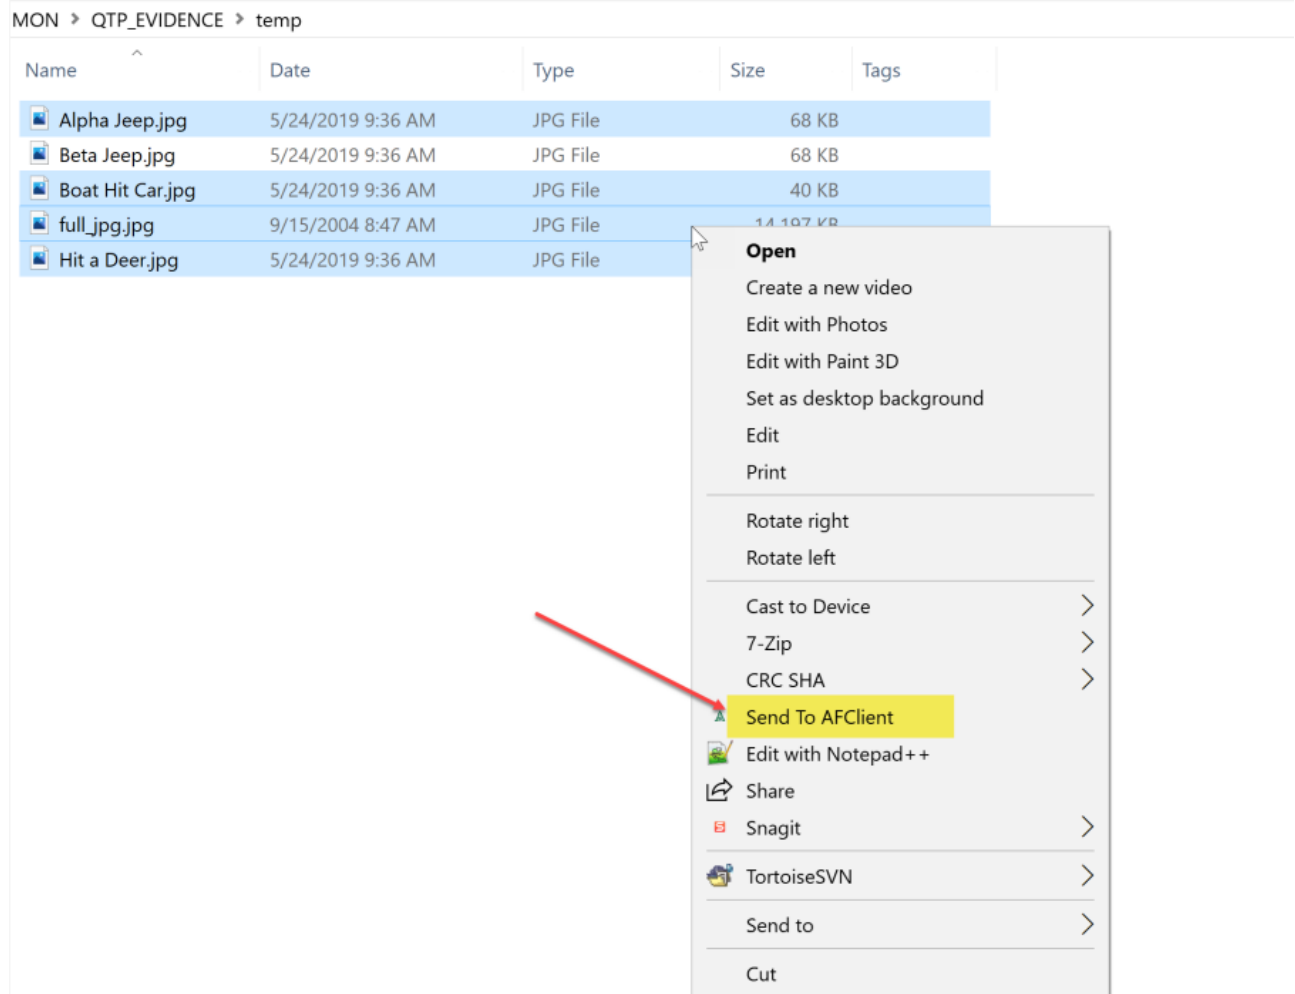 MON > QTP_EVIDENCE > temp
Name Date Type Size Tags
Alpha Jeep.jpg 5/24/2019 9:36 AM JPG File 68 KB
Beta Jeep.jpg 5/24/2019 9:36 AM JPG File 68 KB
Boat Hit Car.jpg 5/24/2019 9:36 AM JPG File 40 KB
full_jpg.jpg 9/15/2004 8:47 AM JPG File 14,197 KB
Hit a Deer.jpg 5/24/2019 9:36 AM JPG File
Open
Create a new video
Edit with Photos
Edit with Paint 3D
Set as desktop background
Edit
Print
Rotate right
Rotate left
Cast to Device
7-Zip
CRC SHA
Send To AFClient
Edit with Notepad++
Share
Snagit
TortoiseSVN
Send to
Cut